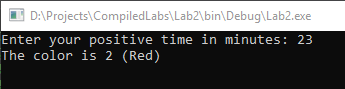 D:\Projects\CompiledLabs\Lab2\bin\Debug\Lab2.exe
Enter your positive time in minutes: 23
The color is 2 (Red)